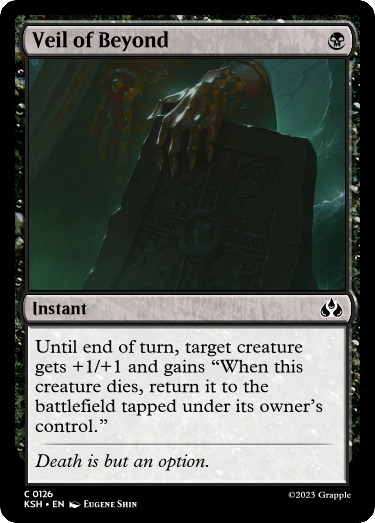 Veil of Beyond
Instant
Until end of turn, target creature
gets +1/+1 and gains “When this
creature dies, return it to the
battlefield tapped under its owner’s
control.”
Death is but an option.
C 0126
KSH • EN Eugene Shin
©2023 Grapple